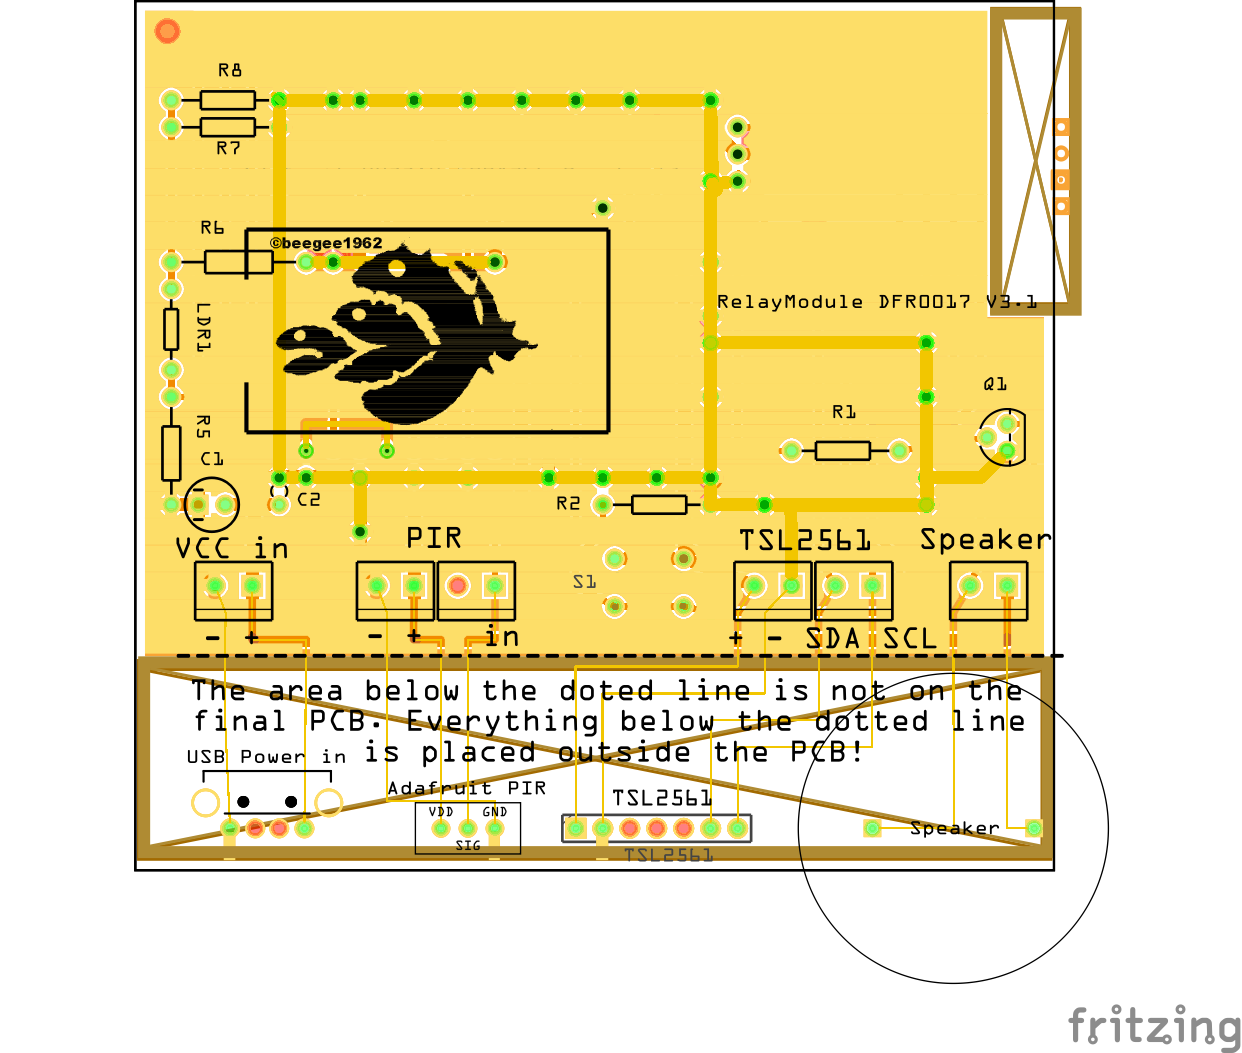 R8
R7
R6
©beegee1962
RelayModule DFR0017 V3.1
LDR1
Q1
R1
R5
C1
C2
R2
VCC in
PIR
TSL2561
Speaker
S1
- +
- + in
+ - SDA SCL
The area below the doted line is not on the
final PCB. Everything below the dotted line
is placed outside the PCB!
USB Power in
Adafruit PIR
VDD GND
SIG
TSL2561
TSL2561
Speaker
fritzing